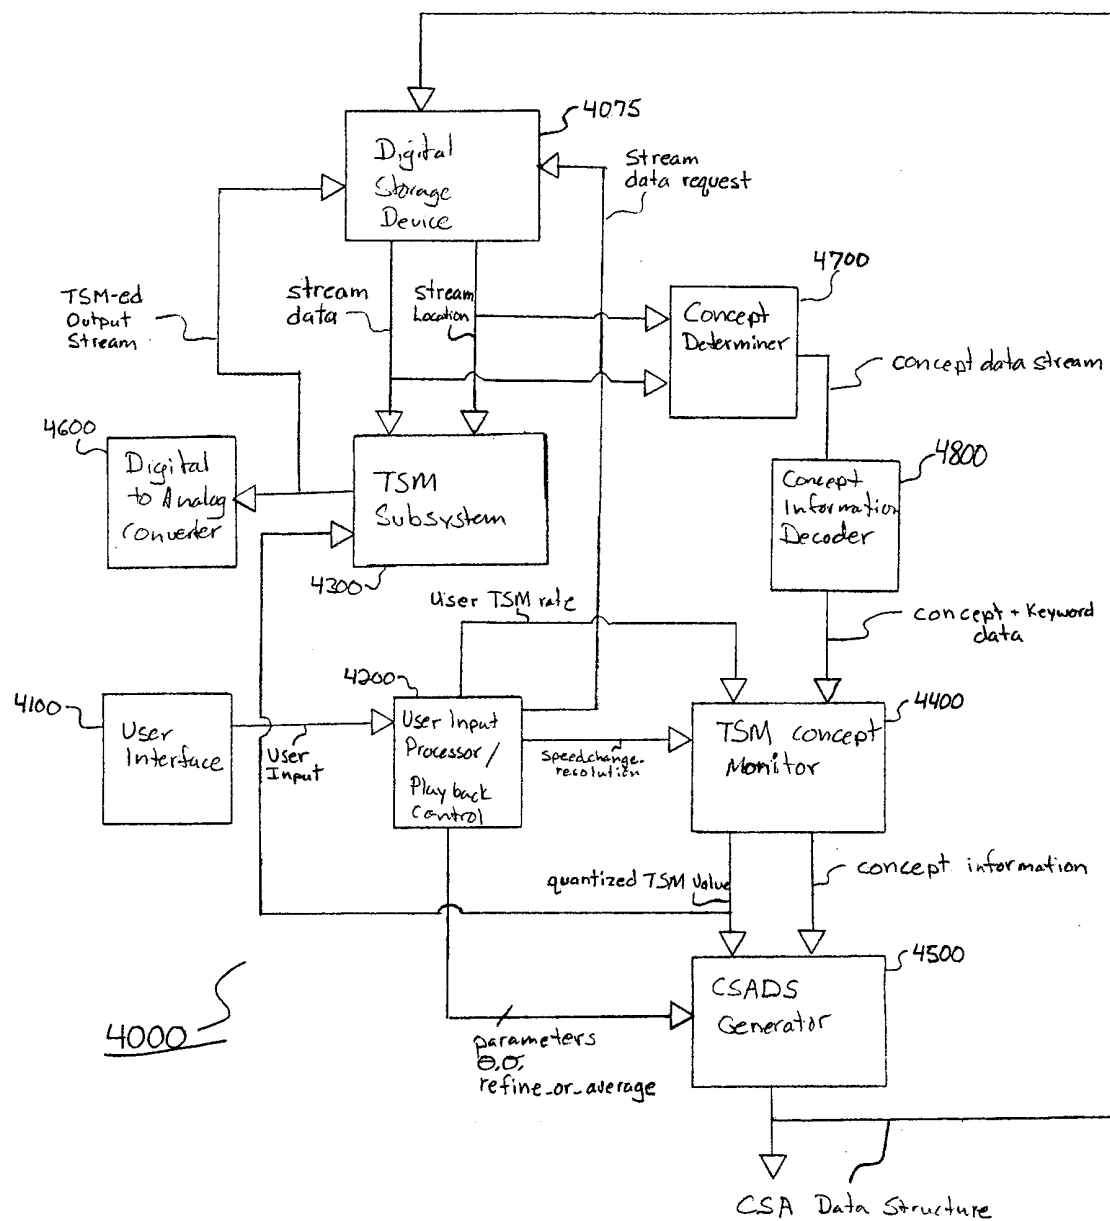 4075
Digital
Storage
Device
Stream
data request
4700
TSM-ed
Output
Stream
stream
data
Stream
Location
Concept
Determiner
concept data stream
4600
Digital
to Analog
Converter
TSM
Subsystem
4300
4800
Concept
Information
Decoder
User TSM rate
concept + Keyword
data
4100
User
Interface
User
Input
4200
User Input
Processor /
Playback
Control
Speedchange-
resolution
4400
TSM Concept
Monitor
quantized TSM Value
concept information
4500
CSADS
Generator
4000
parameters
Θ,σ,
refine_or_average
CSA Data Structure